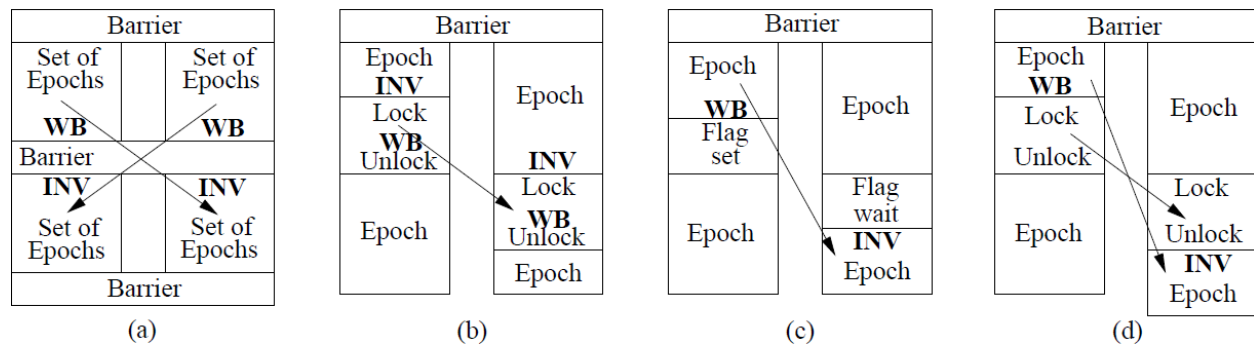 Barrier
Set of
Epochs
Set of
Epochs
WB
WB
Barrier
INV
INV
Set of
Epochs
Set of
Epochs
Barrier
(a)
Barrier
Epoch
INV
Lock
WB
Unlock
Epoch
Epoch
INV
Lock
WB
Unlock
Epoch
(b)
Barrier
Epoch
WB
Flag
set
Epoch
Epoch
Flag
wait
INV
Epoch
(c)
Barrier
Epoch
WB
Lock
Unlock
Epoch
Epoch
Lock
Unlock
INV
Epoch
(d)